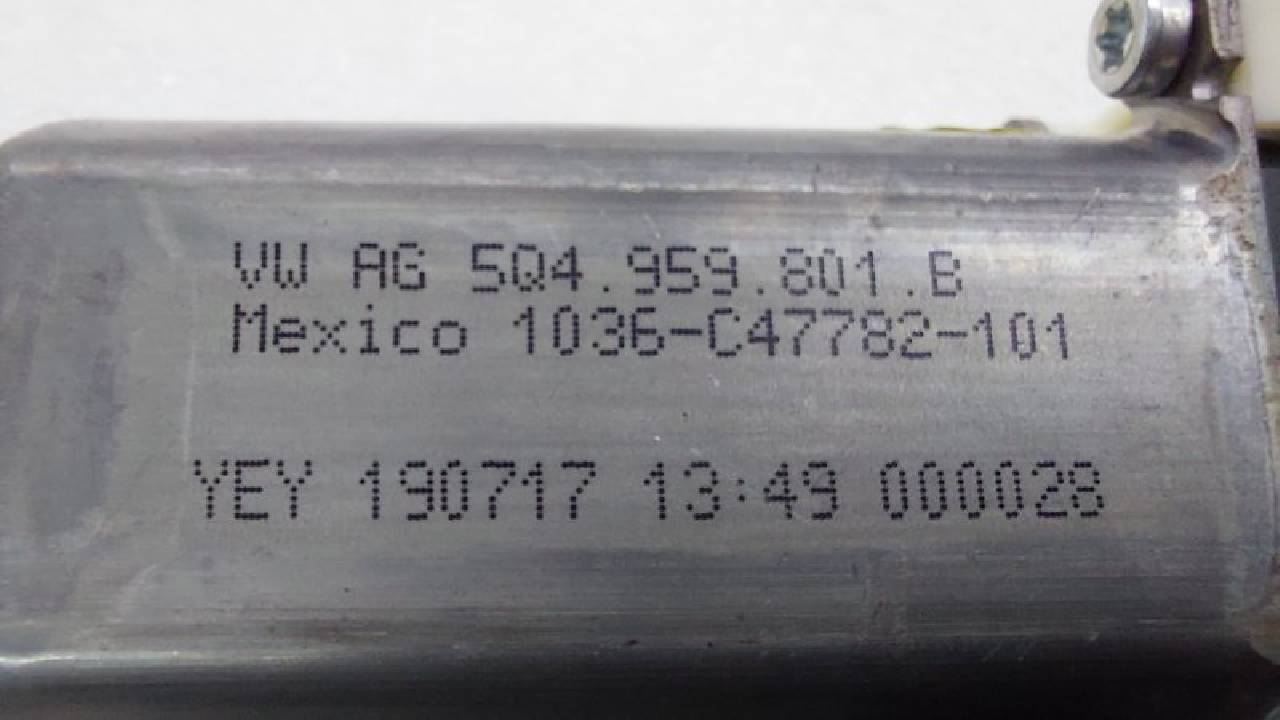 VW AG 5Q4.959.801.B
Mexico 1036-C47782-101
YEY 190717 13:49 000028